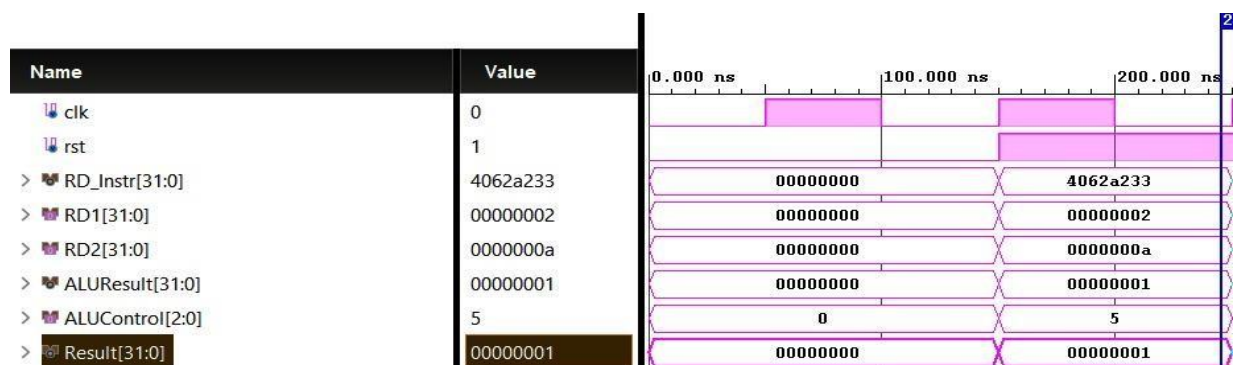 2
Name Value 0.000 ns 100.000 ns 200.000 ns
clk 0
rst 1
> RD_Instr[31:0] 4062a233 00000000 4062a233
> RD1[31:0] 00000002 00000000 00000002
> RD2[31:0] 0000000a 00000000 0000000a
> ALUResult[31:0] 00000001 00000000 00000001
> ALUControl[2:0] 5 0 5
> Result[31:0] 00000001 00000000 00000001